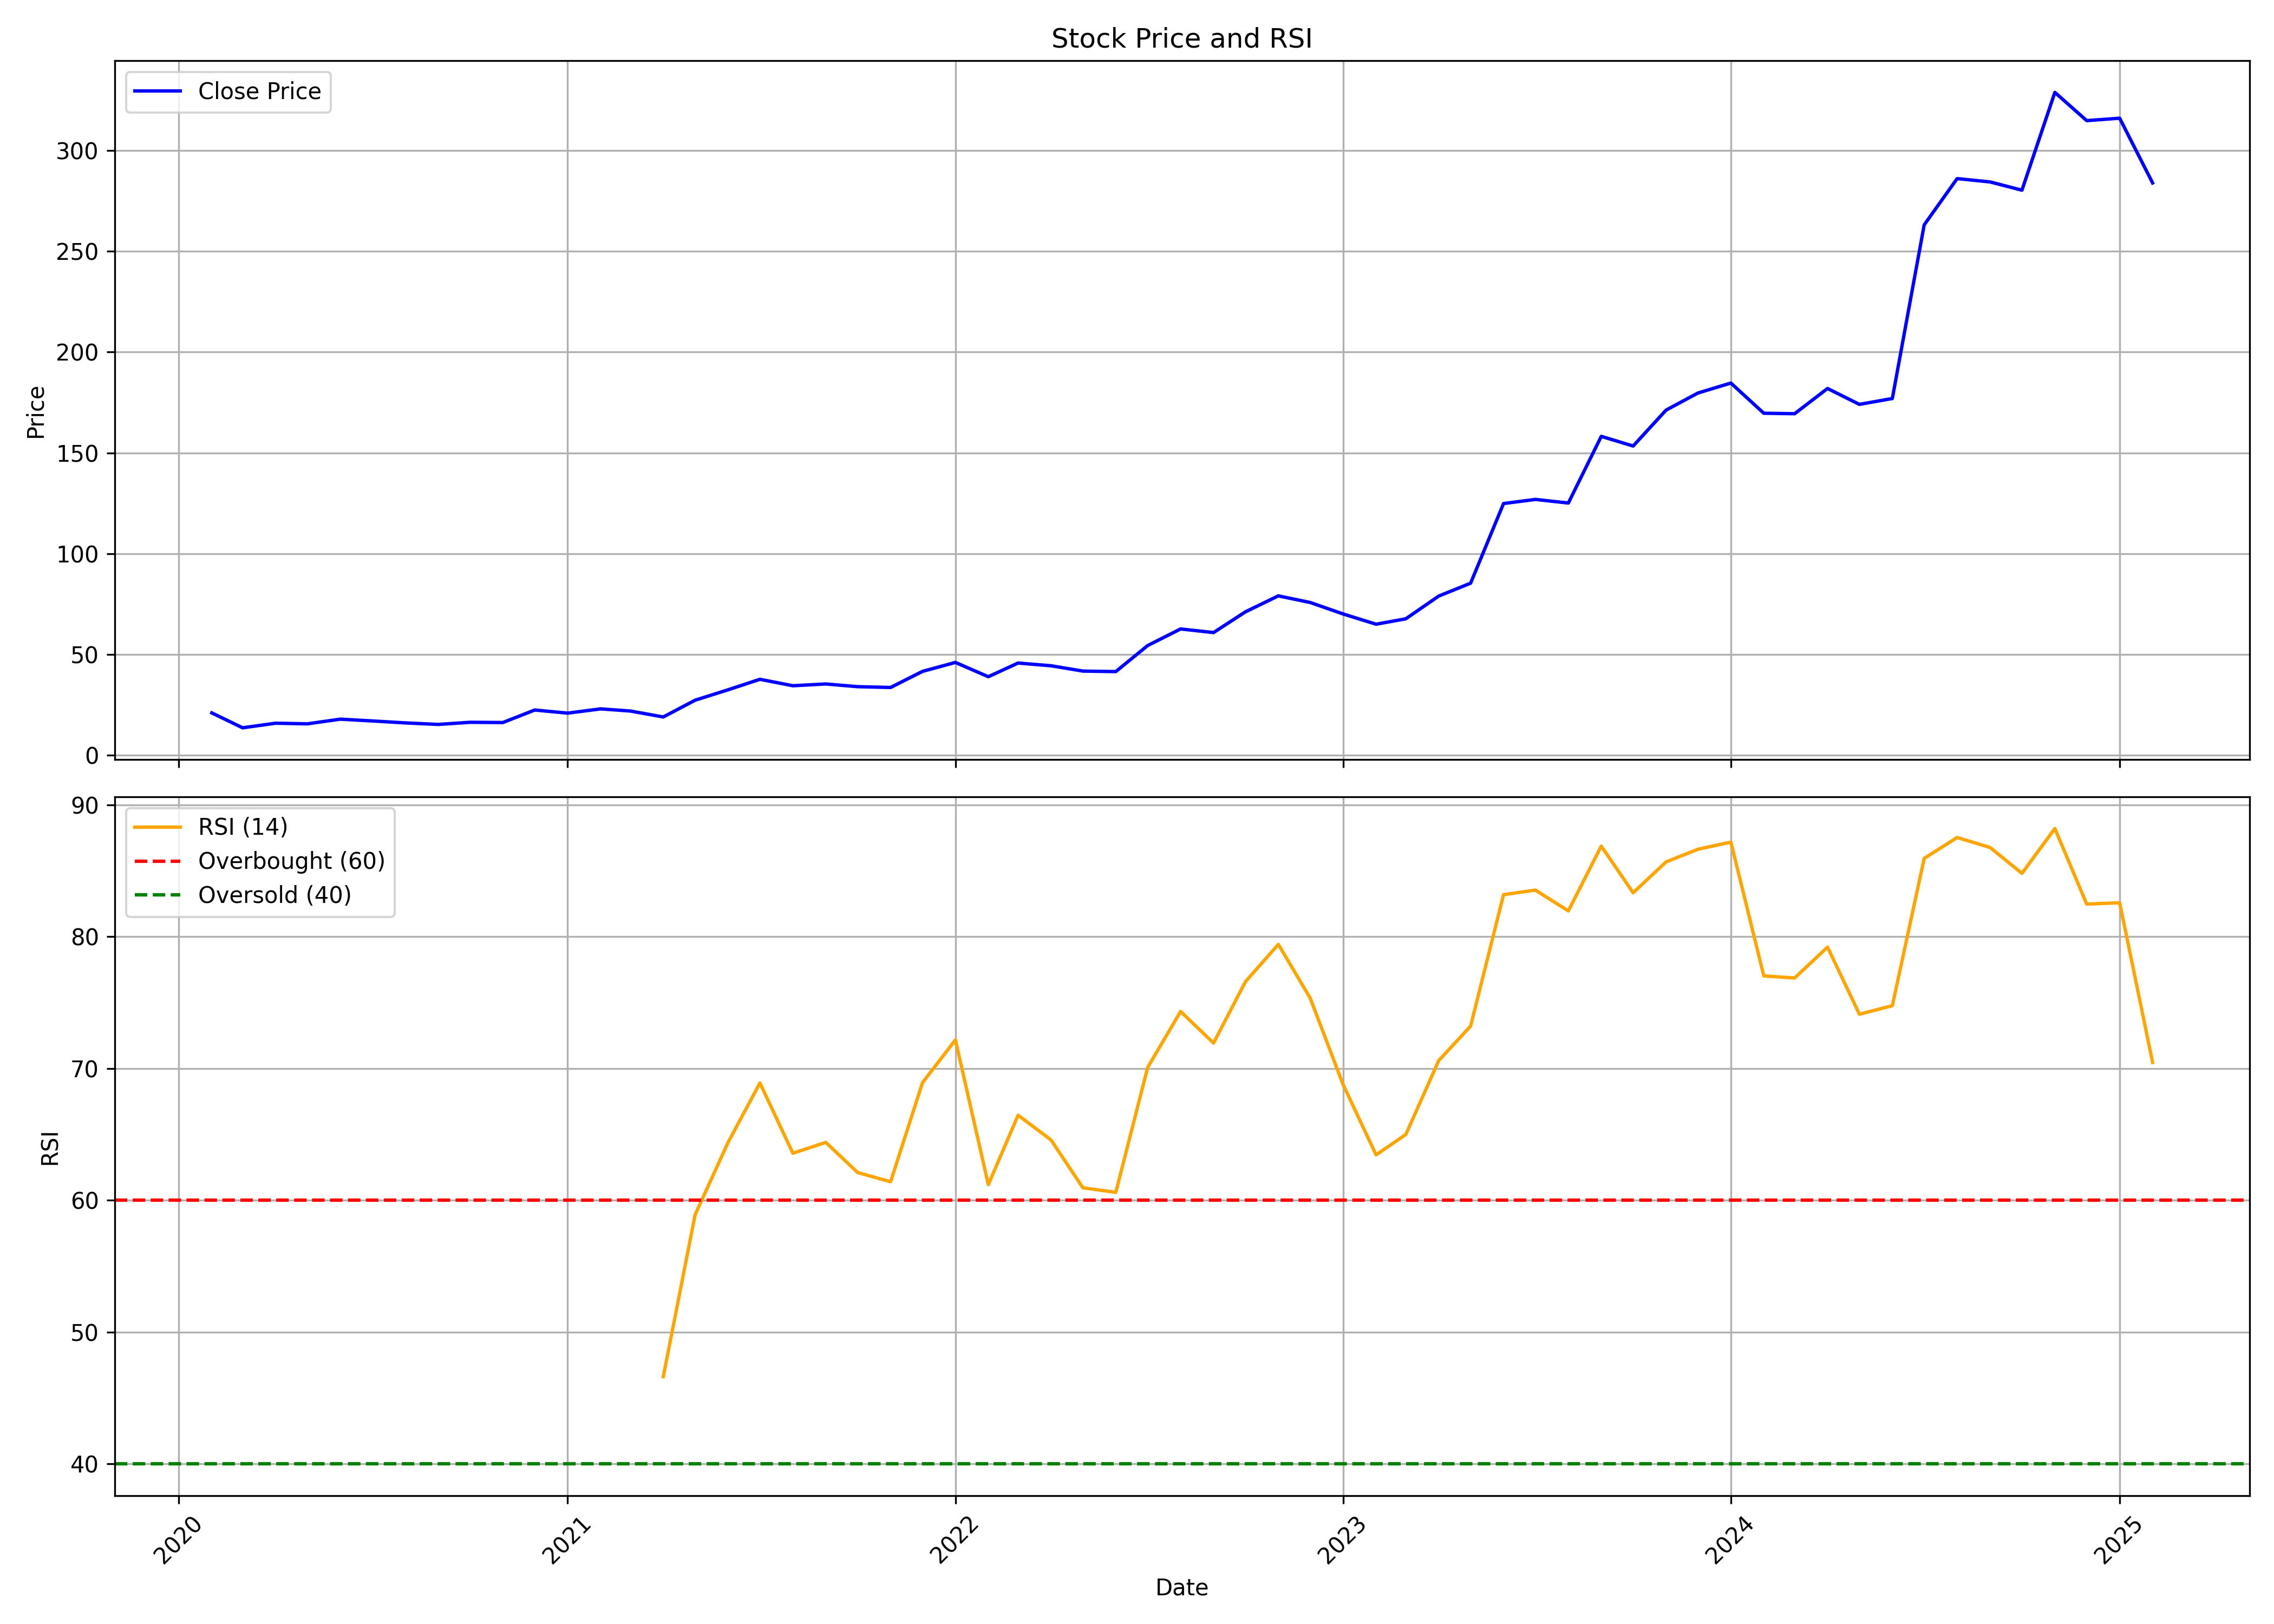 Stock Price and RSI
Close Price
Price
300
250
200
150
100
50
0
RSI (14)
Overbought (60)
Oversold (40)
RSI
90
80
70
60
50
40
2020
2021
2022
2023
2024
2025
Date